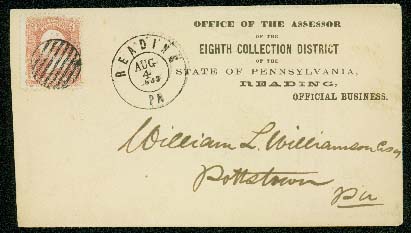 OFFICE OF THE ASSESSOR
OF THE
EIGHTH COLLECTION DISTRICT
OF THE
STATE OF PENNSYLVANIA,
READING,
OFFICIAL BUSINESS.
READING
AUG
4
PA
William L. Williamson Esq
Pottstown
Pa